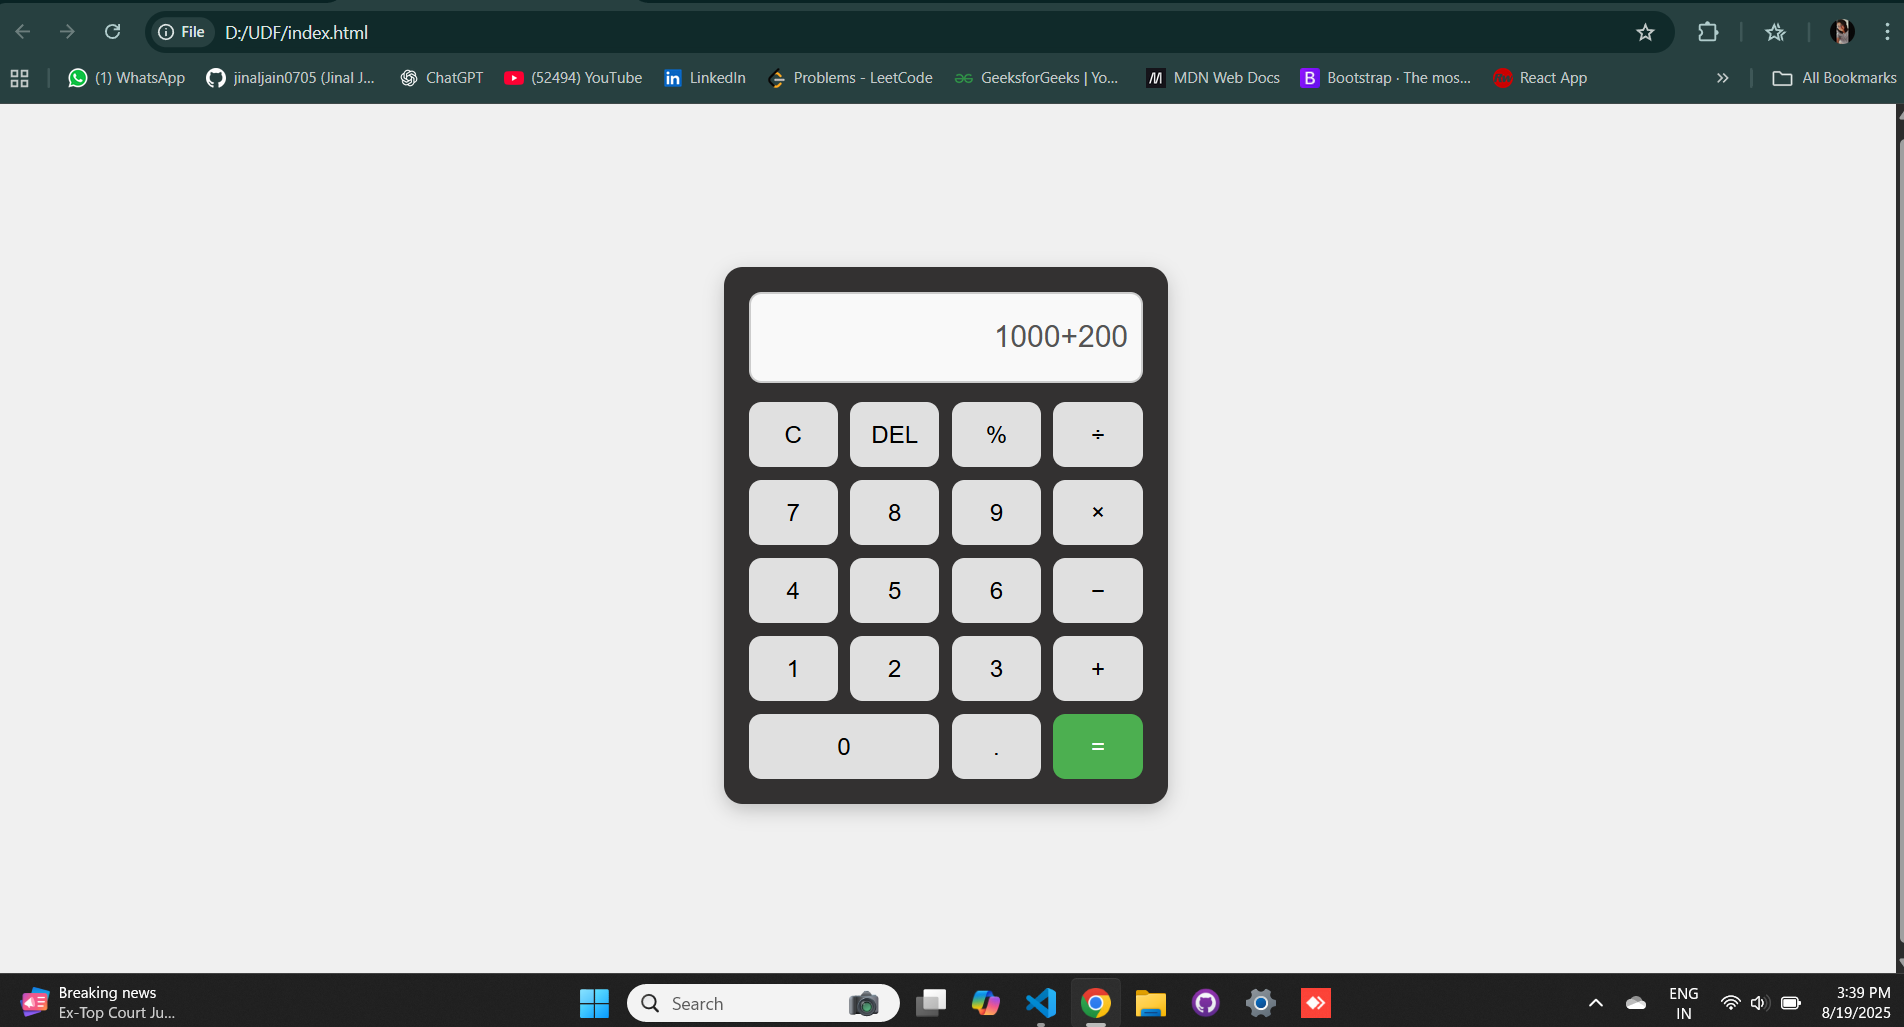 File D:/UDF/index.html
(1) WhatsApp jinaljain0705 (Jinal J... ChatGPT (52494) YouTube LinkedIn Problems - LeetCode GeeksforGeeks | Yo... MDN Web Docs Bootstrap · The mos... React App » All Bookmarks
1000+200
C DEL % ÷
7 8 9 ×
4 5 6 −
1 2 3 +
0 . =
Breaking news
Ex-Top Court Ju...
Search
ENG
IN
3:39 PM
8/19/2025